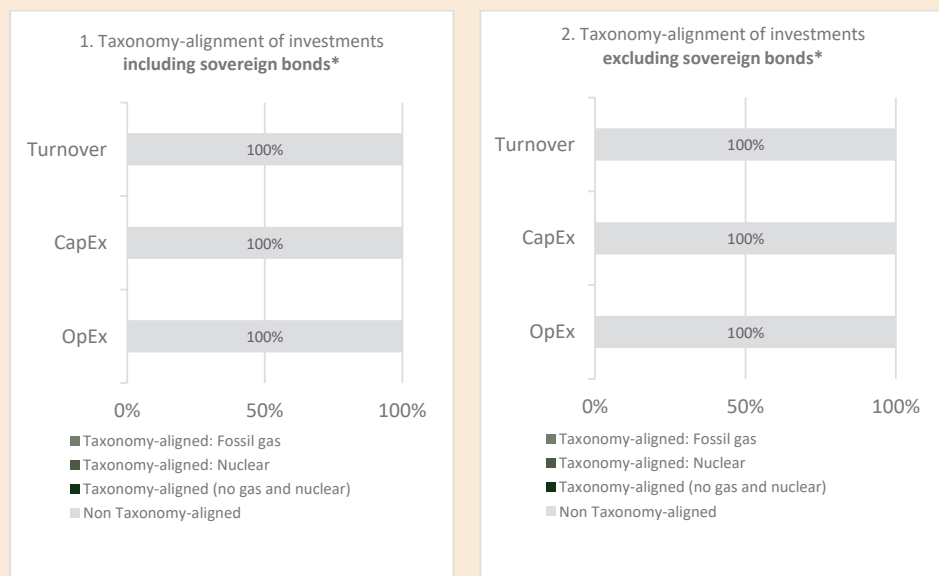 1. Taxonomy-alignment of investments
including sovereign bonds*
Turnover
100%
CapEx
100%
OpEx
100%
0%
50%
100%
Taxonomy-aligned: Fossil gas
Taxonomy-aligned: Nuclear
Taxonomy-aligned (no gas and nuclear)
Non Taxonomy-aligned
2. Taxonomy-alignment of investments
excluding sovereign bonds*
Turnover
100%
CapEx
100%
OpEx
100%
0%
50%
100%
Taxonomy-aligned: Fossil gas
Taxonomy-aligned: Nuclear
Taxonomy-aligned (no gas and nuclear)
Non Taxonomy-aligned